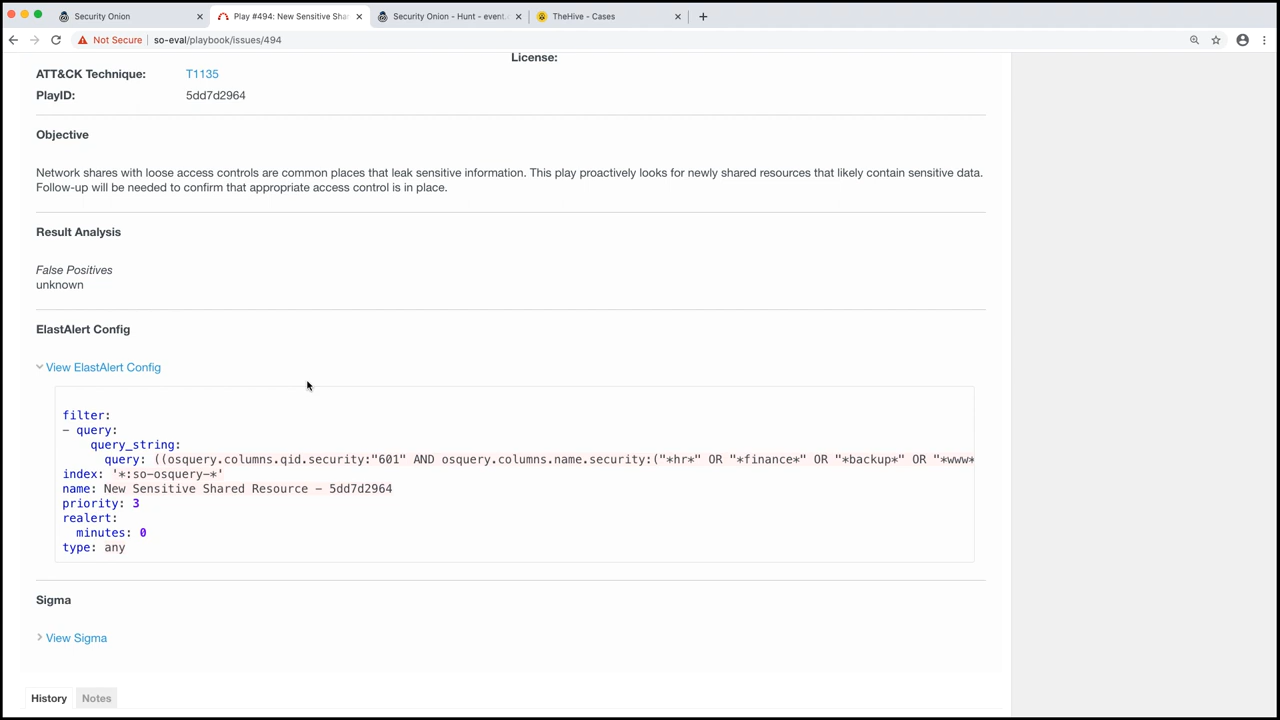 Security Onion
Play #494: New Sensitive Sha
Security Onion - Hunt - event.
TheHive - Cases
Not Secure
so-eval/playbook/issues/494
License:
ATT&CK Technique: T1135
PlayID: 5dd7d2964
Objective
Network shares with loose access controls are common places that leak sensitive information. This play proactively looks for newly shared resources that likely contain sensitive data.
Follow-up will be needed to confirm that appropriate access control is in place.
Result Analysis
False Positives
unknown
ElastAlert Config
View ElastAlert Config
filter:
- query:
query_string:
query: ((osquery.columns.qid.security:"601" AND osquery.columns.name.security:("*hr*" OR "*finance*" OR "*backup*" OR "*www*
index: '*:so-osquery-*'
name: New Sensitive Shared Resource - 5dd7d2964
priority: 3
realert:
minutes: 0
type: any
Sigma
View Sigma
History Notes